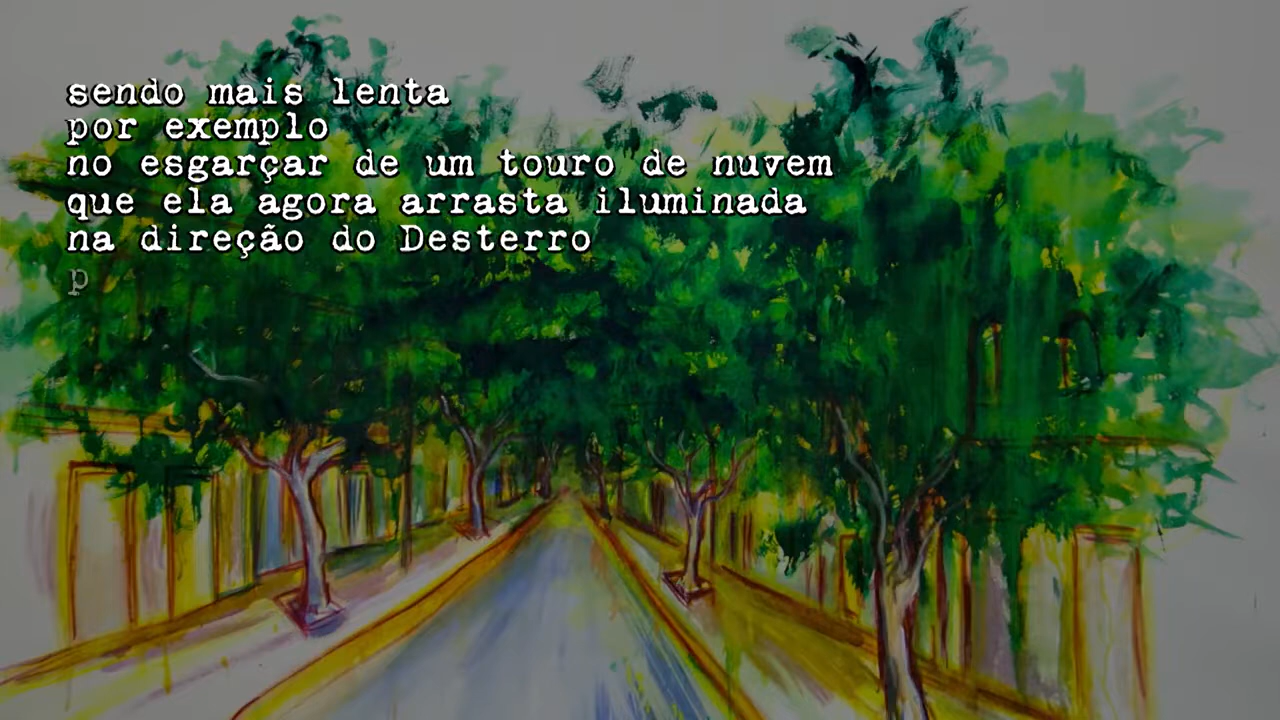 sendo mais lenta
por exemplo
no esgarçar de um touro de nuvem
que ela agora arrasta iluminada
na direção do Desterro
p